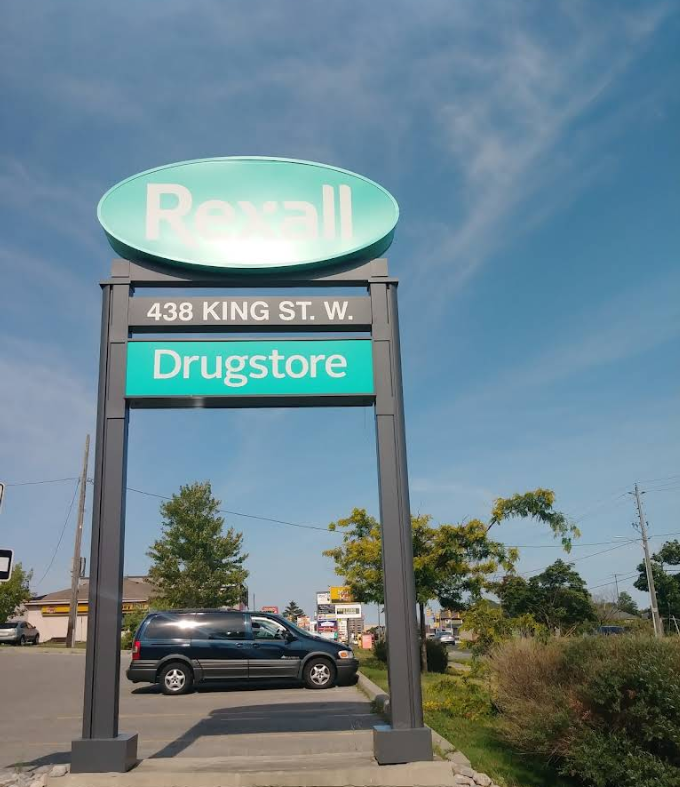 Rexall
438 KING ST. W.
Drugstore